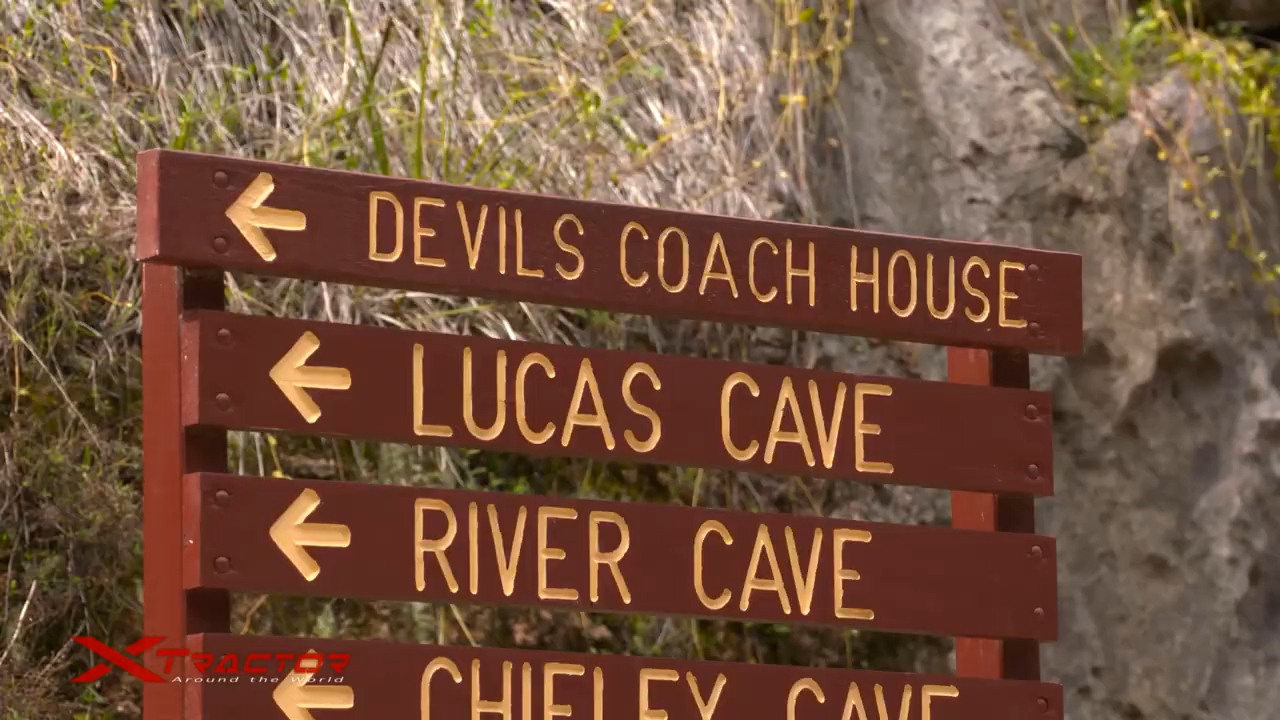 DEVILS COACH HOUSE
LUCAS CAVE
RIVER CAVE
CHIFLEY CAVE
XTRACTOR
Around the World